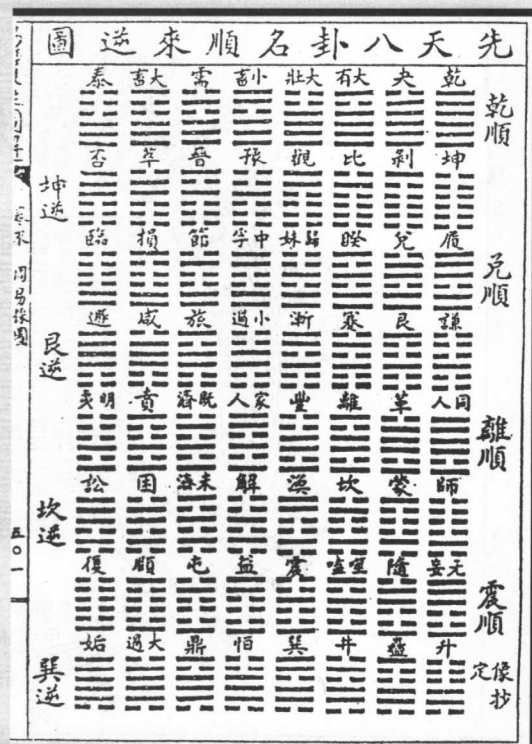 先天八卦名順來逆圖
乾順
乾 夬 大有 大壯 小畜 需 大畜 泰
坤 剥 比 觀 豫 晉 萃 否
坤逆
兌順
履 兌 睽 歸妹 中孚 節 損 臨
謙 艮 蹇 漸 小過 旅 咸 遯
艮逆
離順
同人 革 離 豐 家人 既濟 賁 明夷
師 蒙 坎 渙 解 未濟 困 訟
坎逆
震順
无妄 隨 噬嗑 震 益 屯 頤 復
升 蠱 井 巽 恒 鼎 大過 姤
巽逆
像抄定
周易
五〇一